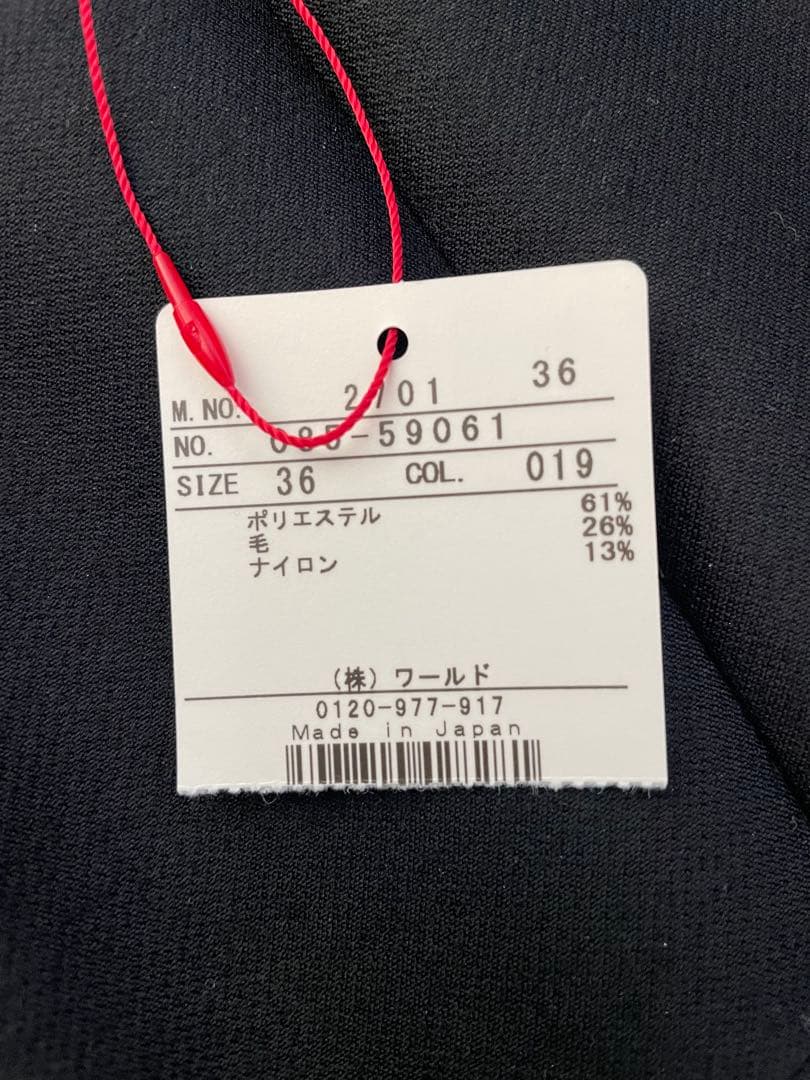 M. NO. 2701 36
NO. 085-59061
SIZE 36 COL. 019
ポリエステル 61%
毛 26%
ナイロン 13%
(株) ワールド
0120-977-917
Made in Japan